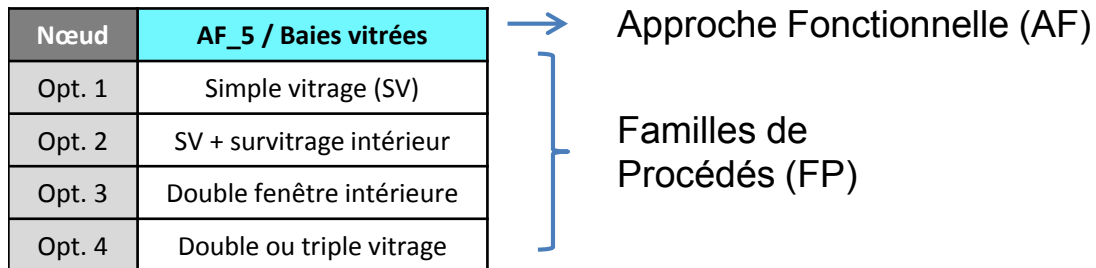 Nœud AF_5 / Baies vitrées
Opt. 1 Simple vitrage (SV)
Opt. 2 SV + survitrage intérieur
Opt. 3 Double fenêtre intérieure
Opt. 4 Double ou triple vitrage
Approche Fonctionnelle (AF)
Familles de
Procédés (FP)